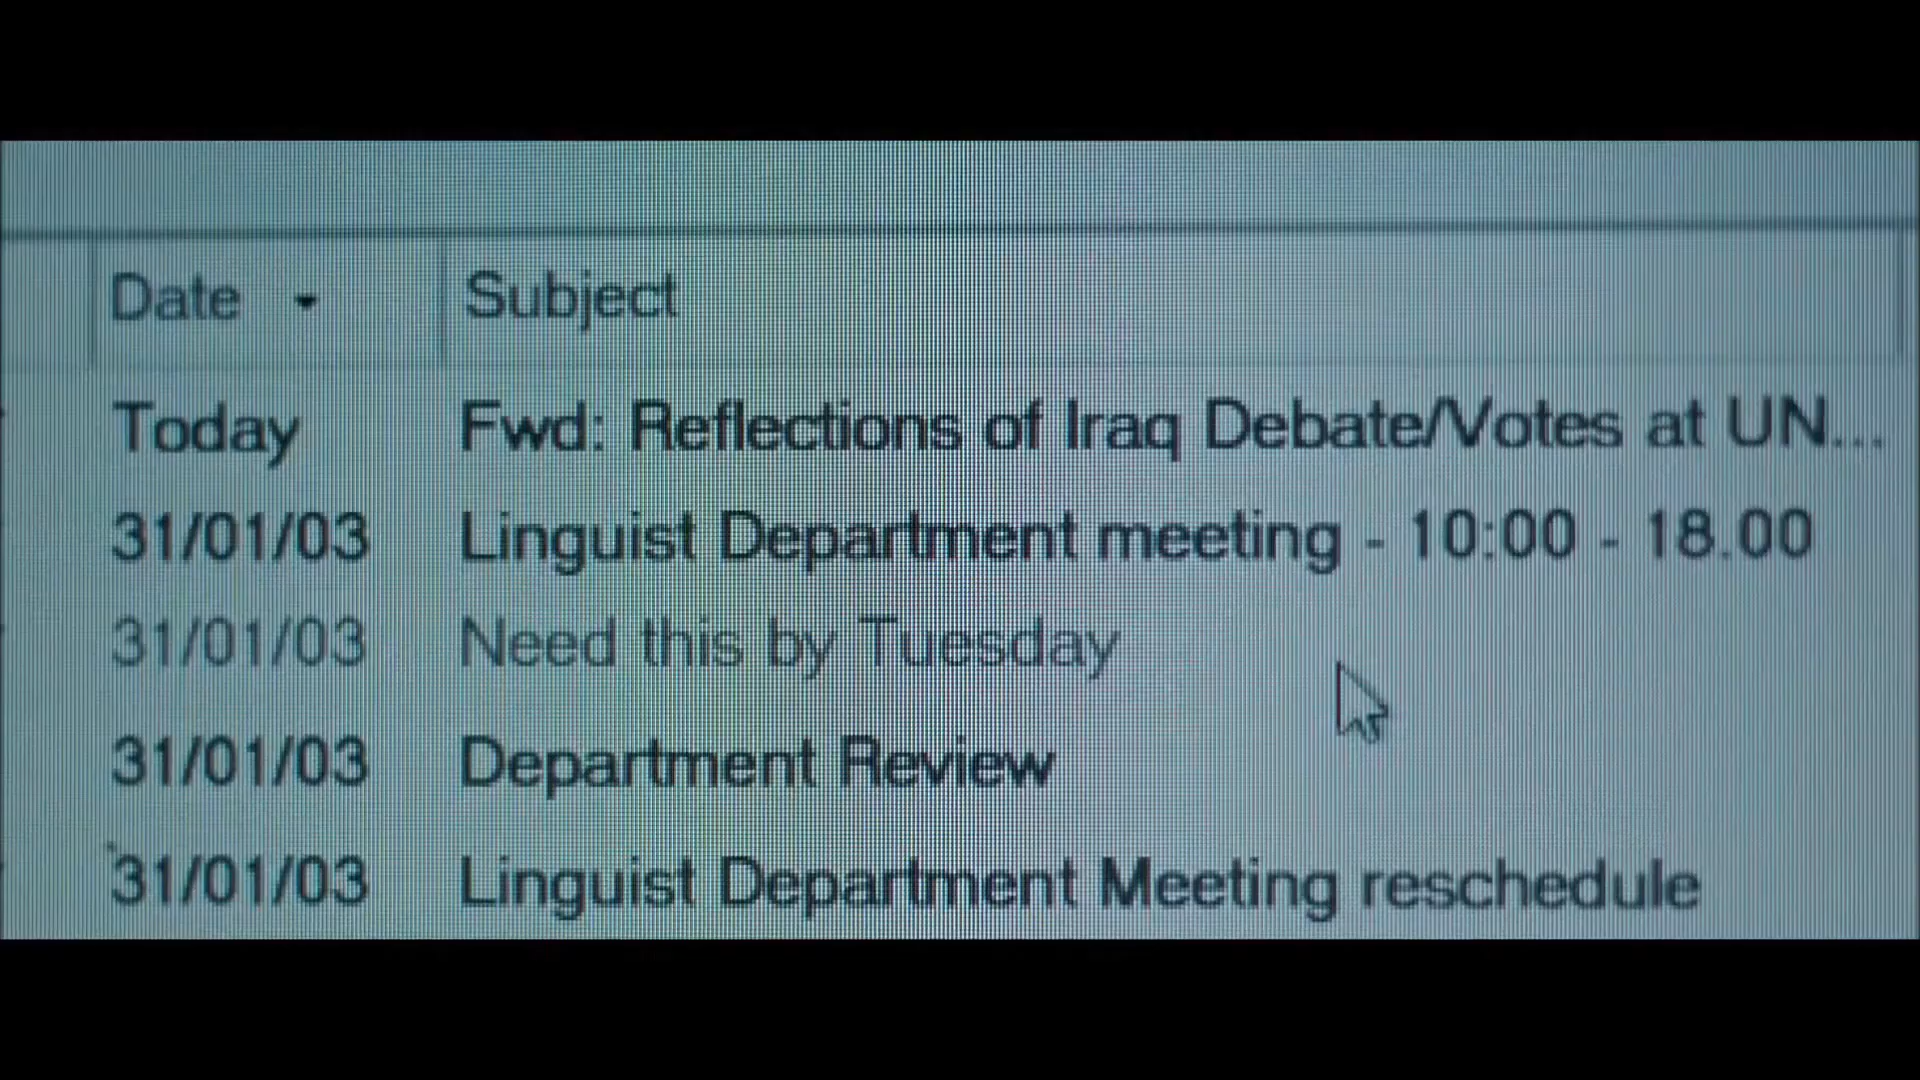 Date Subject
Today Fwd: Reflections of Iraq Debate/Votes at UN...
31/01/03 Linguist Department meeting - 10:00 - 18.00
31/01/03 Need this by Tuesday
31/01/03 Department Review
31/01/03 Linguist Department Meeting reschedule